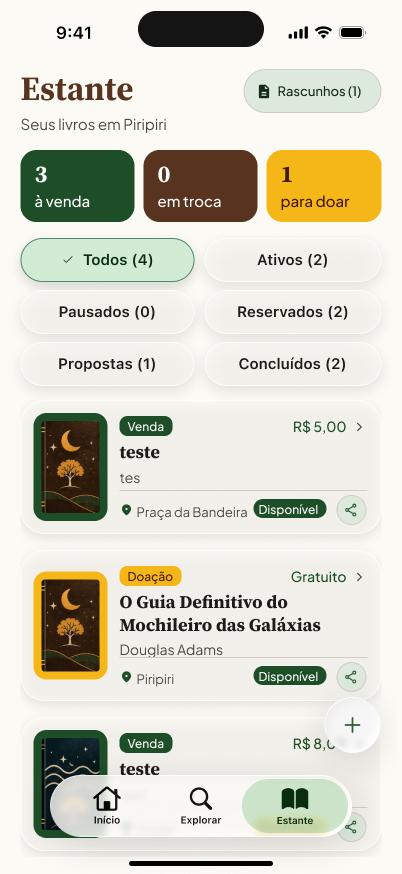 9:41
Estante
Rascunhos (1)
Seus livros em Piripiri
3
à venda
0
em troca
1
para doar
Todos (4)
Ativos (2)
Pausados (0)
Reservados (2)
Propostas (1)
Concluídos (2)
Venda
R$ 5,00
teste
tes
Praça da Bandeira
Disponível
Doação
Gratuito
O Guia Definitivo do
Mochileiro das Galáxias
Douglas Adams
Piripiri
Disponível
Venda
R$ 8,0
teste
Início
Explorar
Estante